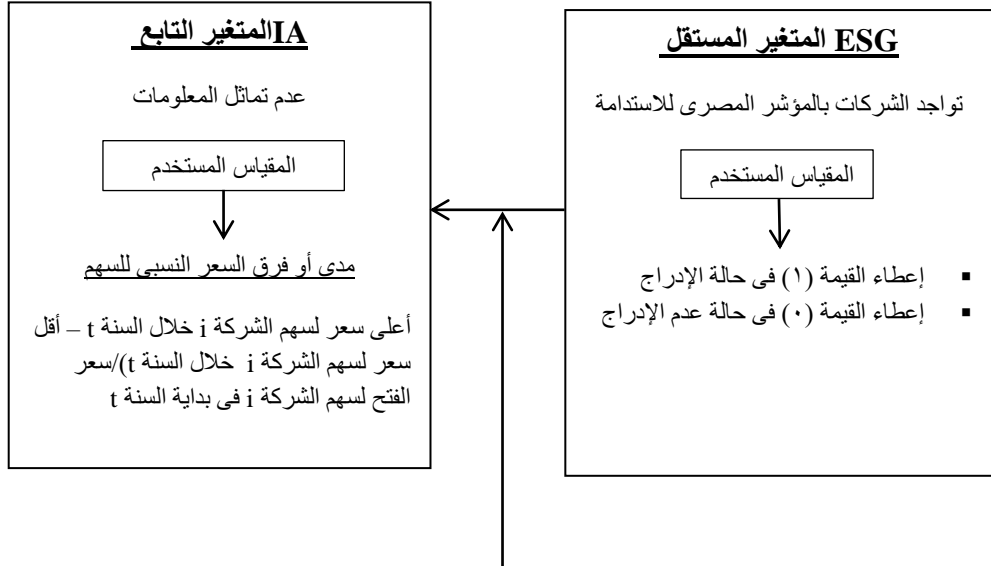 ESG المتغير المستقل
تواجد الشركات بالمؤشر المصرى للاستدامة
المقياس المستخدم
▪ إعطاء القيمة (١) فى حالة الإدراج
▪ إعطاء القيمة (٠) فى حالة عدم الإدراج
IAالمتغير التابع
عدم تماثل المعلومات
المقياس المستخدم
مدى أو فرق السعر النسبى للسهم
أعلى سعر لسهم الشركة i خلال السنة t – أقل
سعر لسهم الشركة i خلال السنة t)/سعر
الفتح لسهم الشركة i فى بداية السنة t